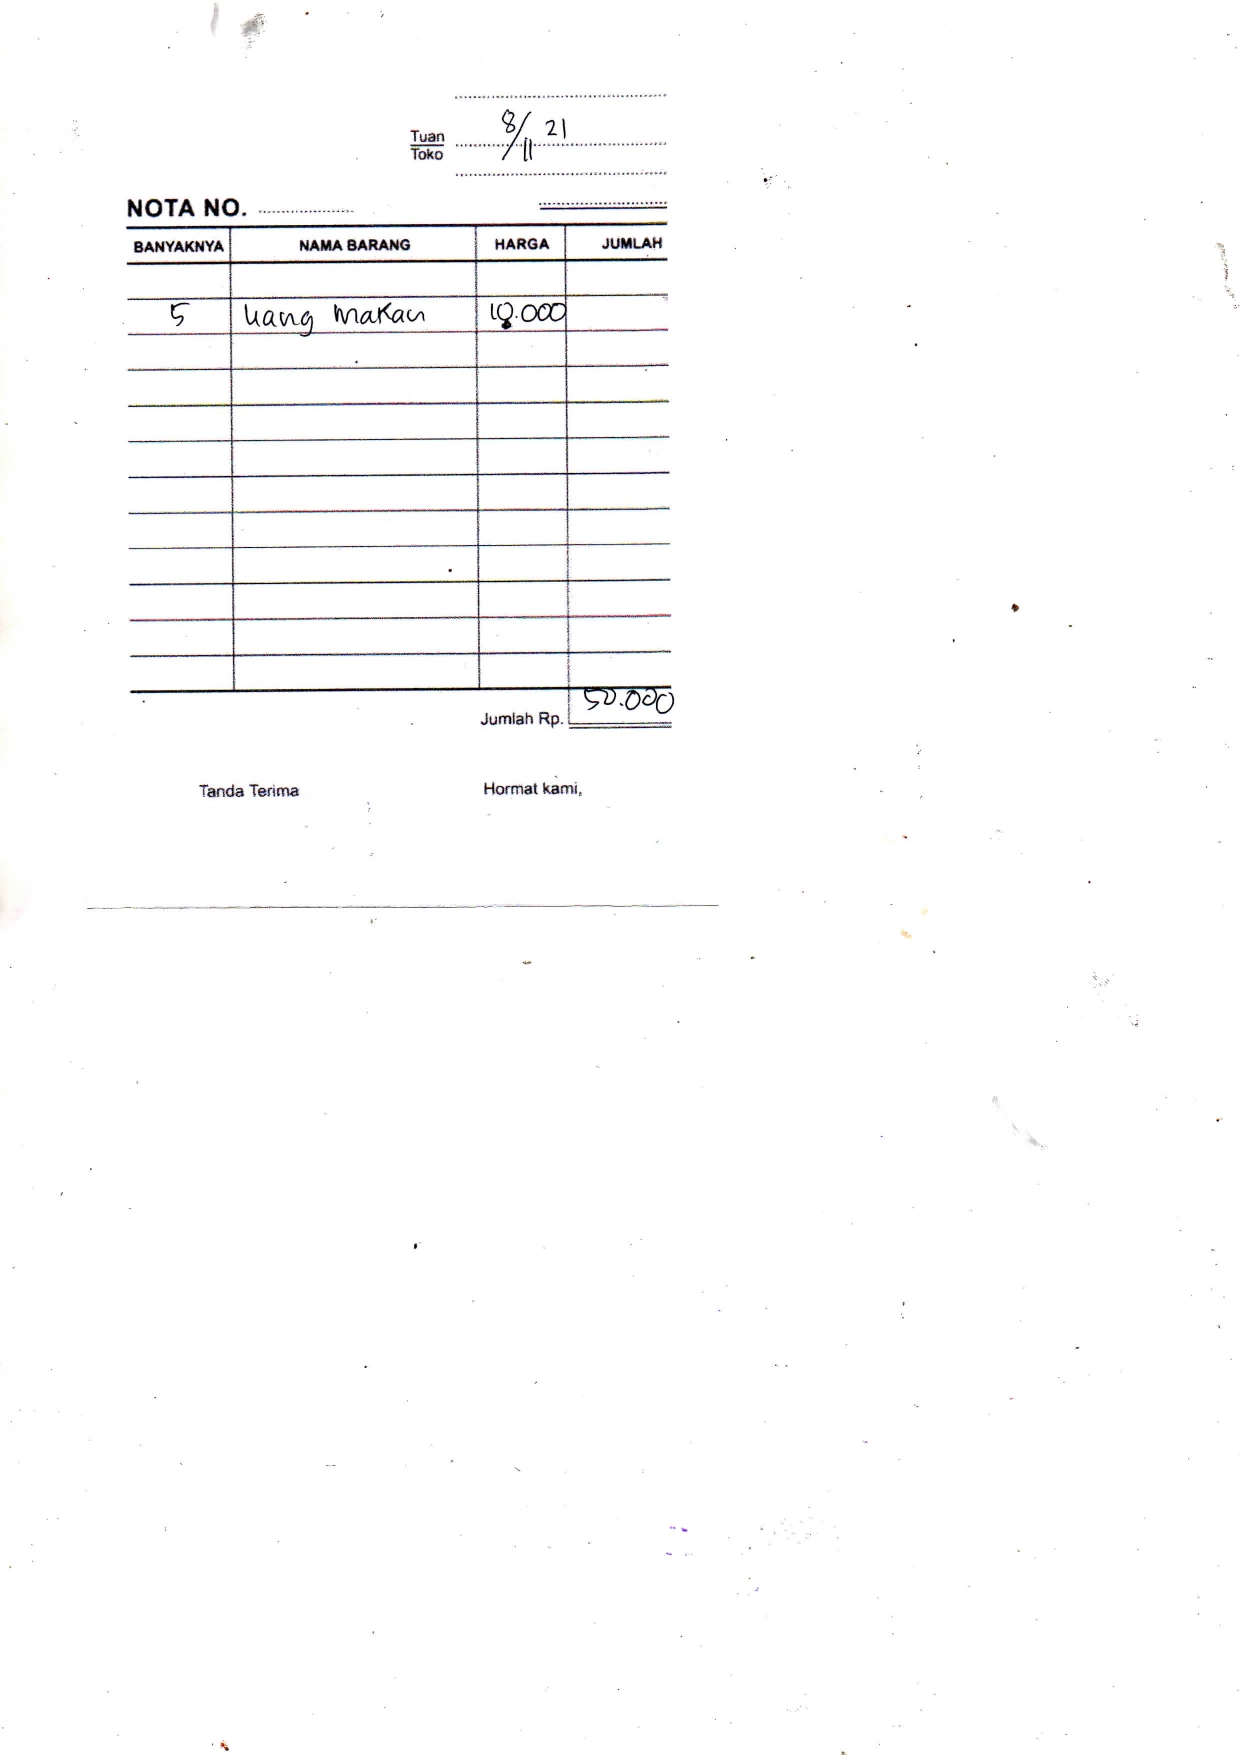 8/11 21
Tuan
Toko
NOTA NO.
BANYAKNYA NAMA BARANG HARGA JUMLAH
5 uang makan 10.000
50.000
Jumlah Rp.
Tanda Terima Hormat kami,